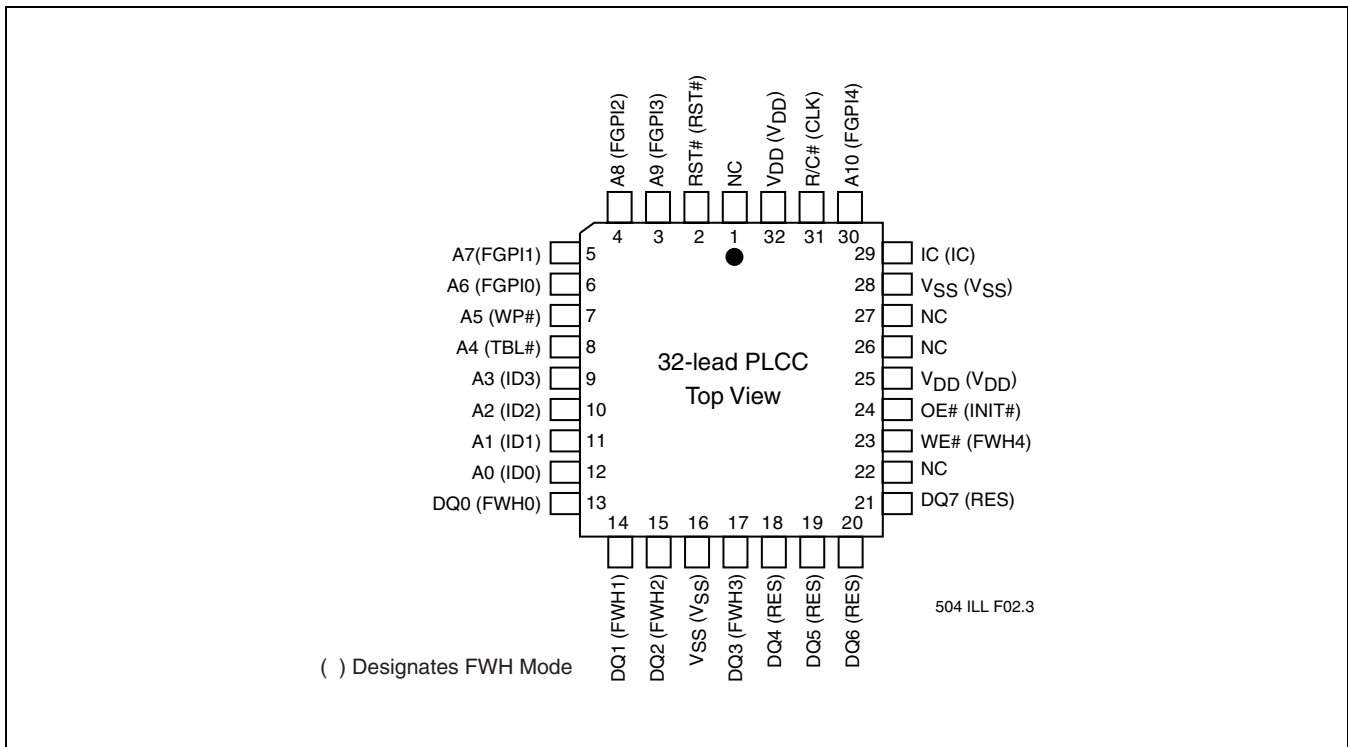 A8 (FGPI2)
A9 (FGPI3)
RST# (RST#)
NC
VDD (VDD)
R/C# (CLK)
A10 (FGPI4)
4 3 2 1 32 31 30
A7(FGPI1) 5
A6 (FGPI0) 6
A5 (WP#) 7
A4 (TBL#) 8
A3 (ID3) 9
A2 (ID2) 10
A1 (ID1) 11
A0 (ID0) 12
DQ0 (FWH0) 13
32-lead PLCC
Top View
29 IC (IC)
28 VSS (VSS)
27 NC
26 NC
25 VDD (VDD)
24 OE# (INIT#)
23 WE# (FWH4)
22 NC
21 DQ7 (RES)
14 15 16 17 18 19 20
DQ1 (FWH1)
DQ2 (FWH2)
VSS (VSS)
DQ3 (FWH3)
DQ4 (RES)
DQ5 (RES)
DQ6 (RES)
504 ILL F02.3
( ) Designates FWH Mode